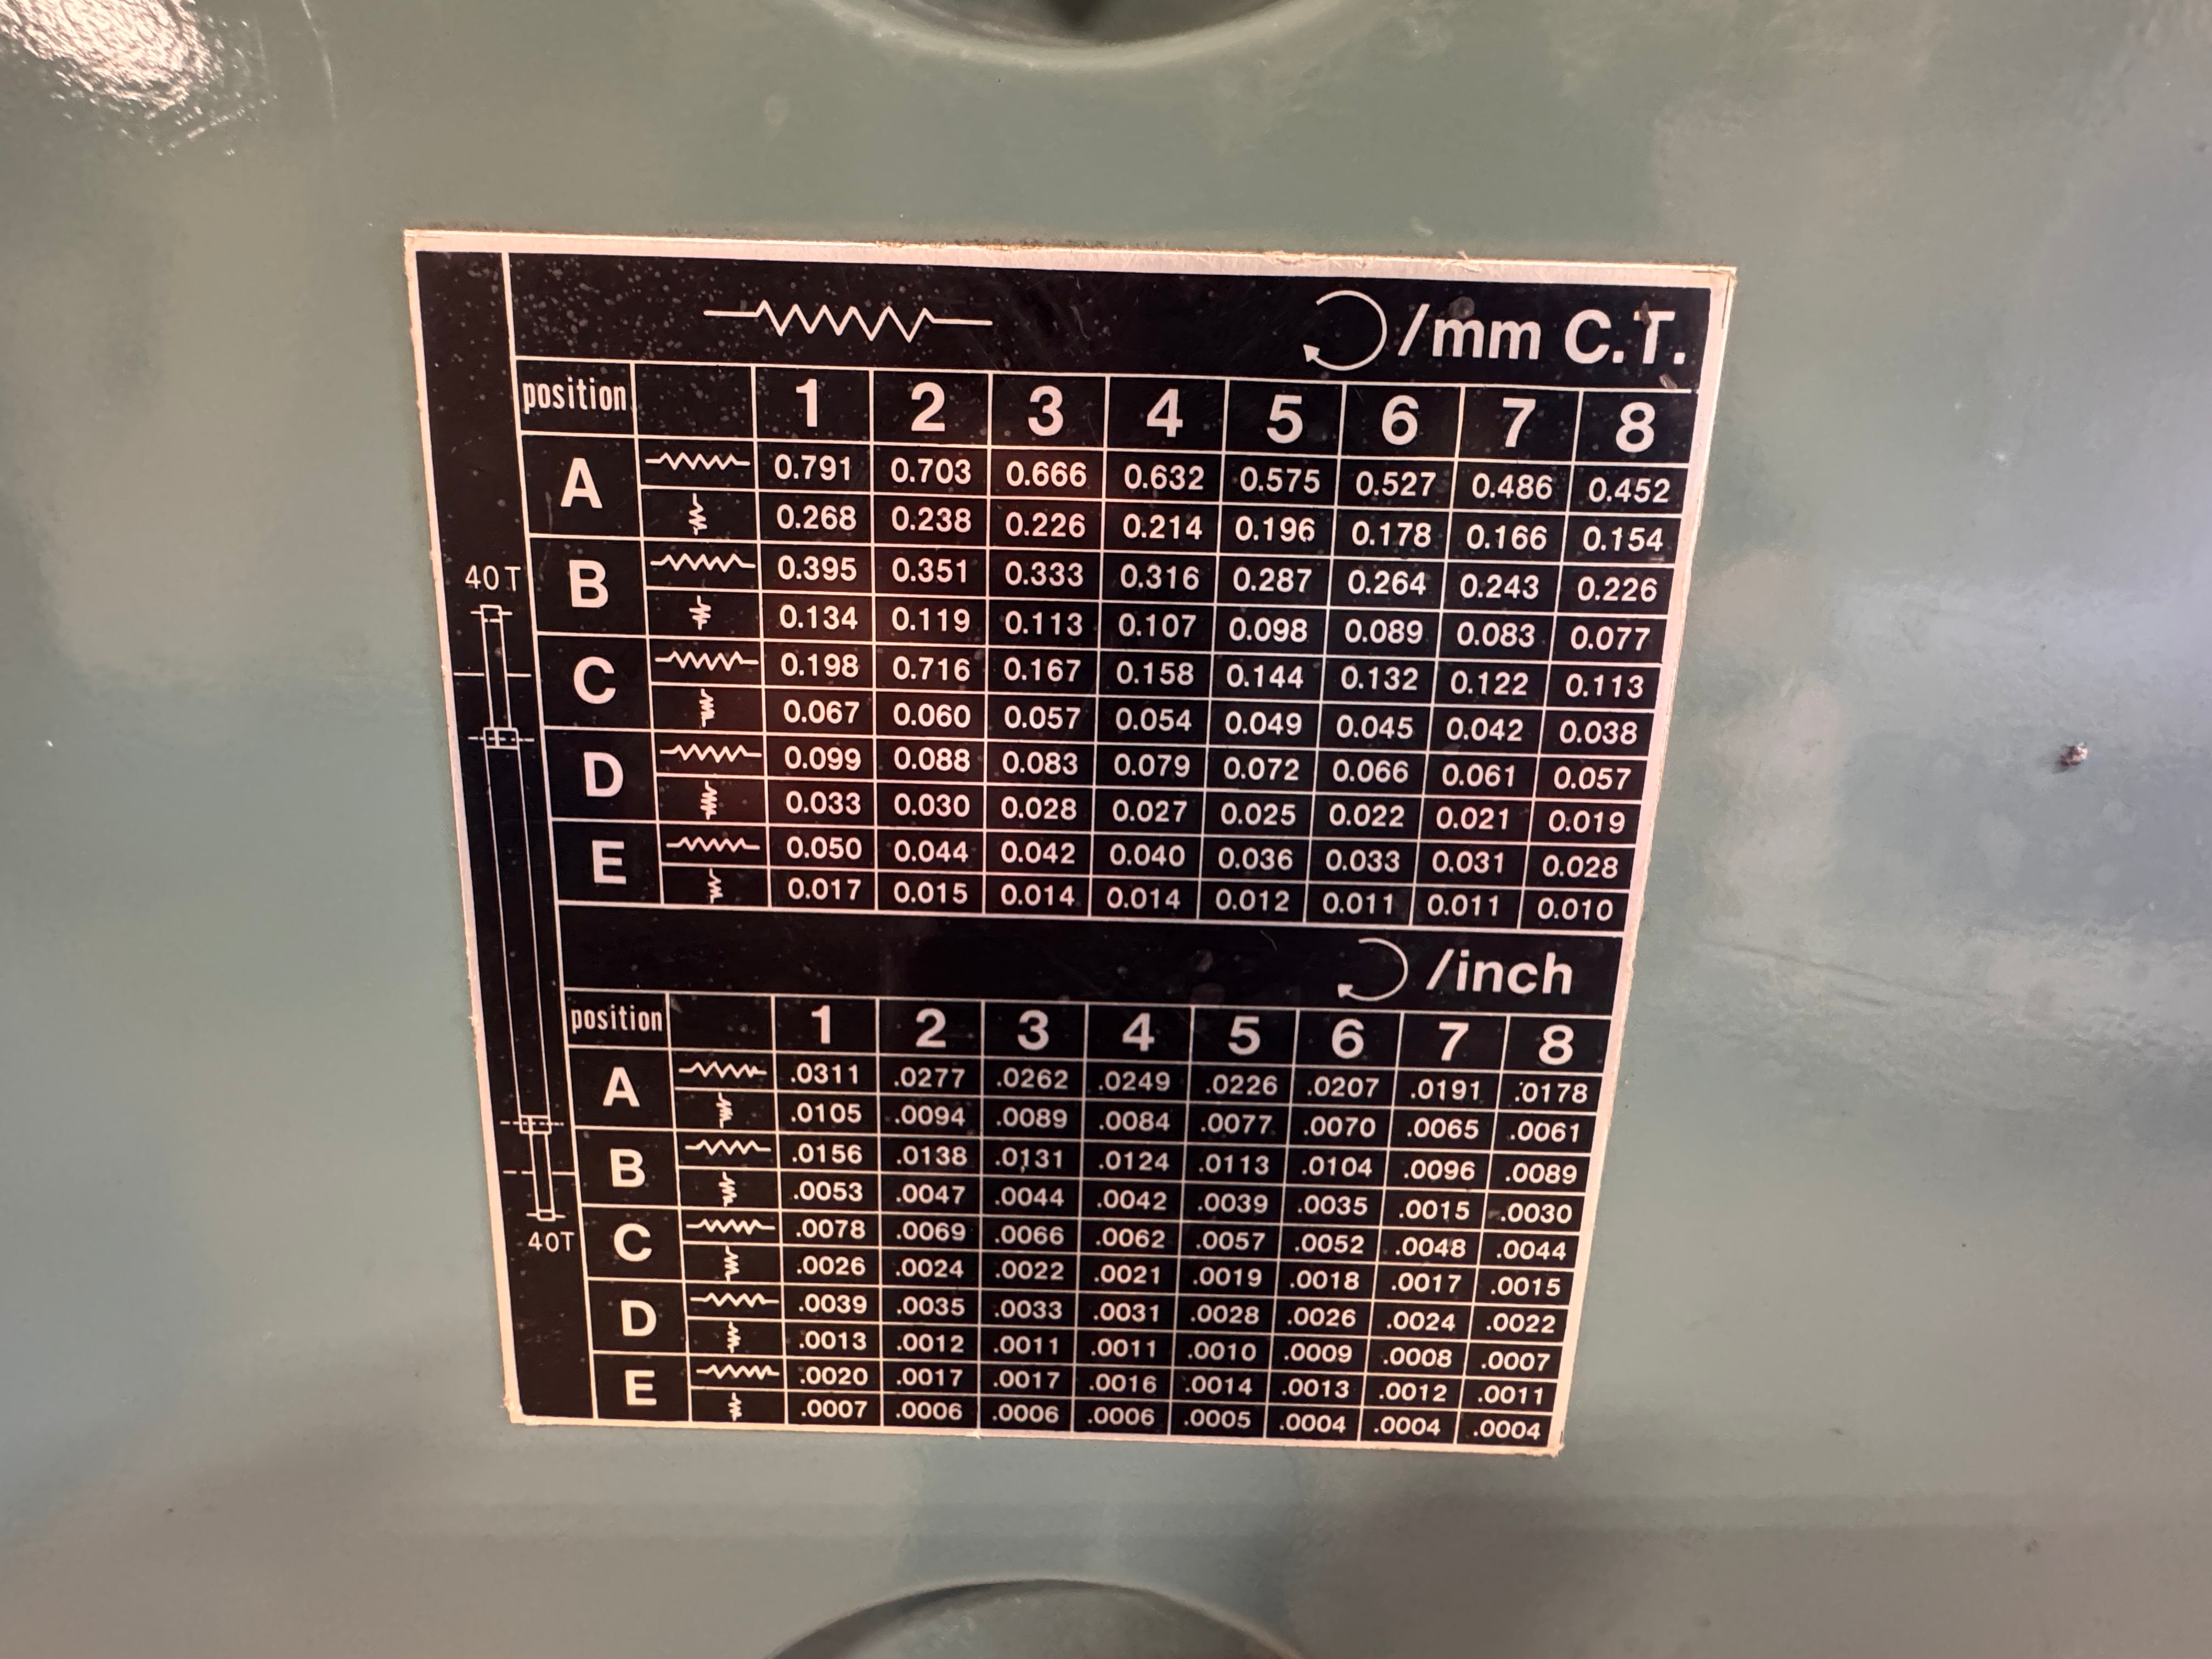 /mm C.T.
position 1 2 3 4 5 6 7 8
A 0.791 0.703 0.666 0.632 0.575 0.527 0.486 0.452
0.268 0.238 0.226 0.214 0.196 0.178 0.166 0.154
B 0.395 0.351 0.333 0.316 0.287 0.264 0.243 0.226
0.134 0.119 0.113 0.107 0.098 0.089 0.083 0.077
C 0.198 0.716 0.167 0.158 0.144 0.132 0.122 0.113
0.067 0.060 0.057 0.054 0.049 0.045 0.042 0.038
D 0.099 0.088 0.083 0.079 0.072 0.066 0.061 0.057
0.033 0.030 0.028 0.027 0.025 0.022 0.021 0.019
E 0.050 0.044 0.042 0.040 0.036 0.033 0.031 0.028
0.017 0.015 0.014 0.014 0.012 0.011 0.011 0.010
/inch
position 1 2 3 4 5 6 7 8
A .0311 .0277 .0262 .0249 .0226 .0207 .0191 .0178
.0105 .0094 .0089 .0084 .0077 .0070 .0065 .0061
B .0156 .0138 .0131 .0124 .0113 .0104 .0096 .0089
.0053 .0047 .0044 .0042 .0039 .0035 .0015 .0030
C .0078 .0069 .0066 .0062 .0057 .0052 .0048 .0044
.0026 .0024 .0022 .0021 .0019 .0018 .0017 .0015
D .0039 .0035 .0033 .0031 .0028 .0026 .0024 .0022
.0013 .0012 .0011 .0011 .0010 .0009 .0008 .0007
E .0020 .0017 .0017 .0016 .0014 .0013 .0012 .0011
.0007 .0006 .0006 .0006 .0005 .0004 .0004 .0004
40T
40T